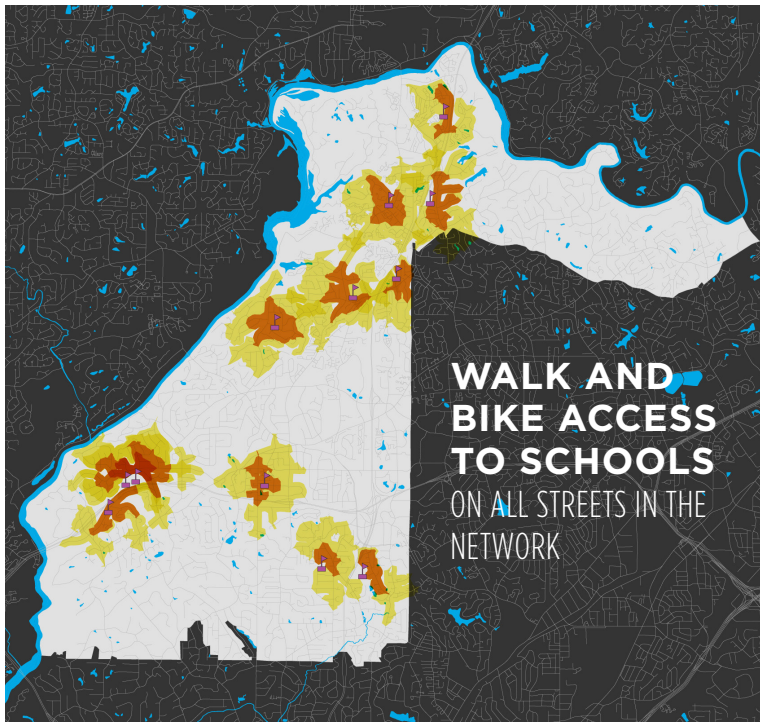 WALK AND
BIKE ACCESS
TO SCHOOLS
ON ALL STREETS IN THE
NETWORK